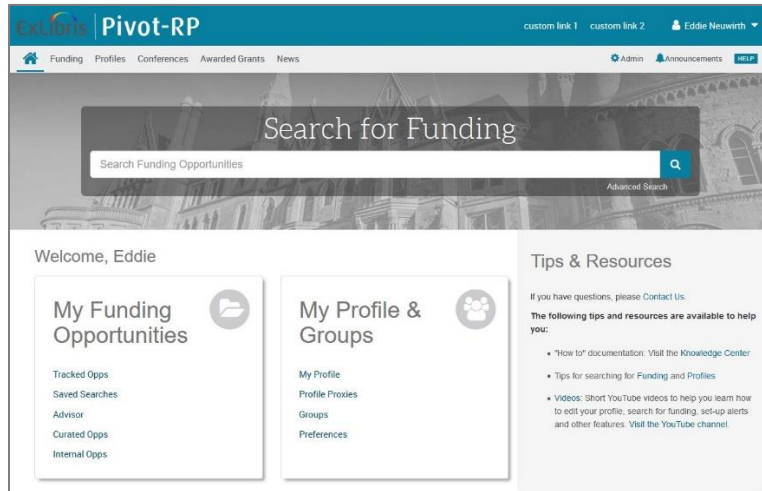 ExLibris Pivot-RP
custom link 1 custom link 2 Eddie Neuwirth
Funding Profiles Conferences Awarded Grants News
Admin Announcements HELP
Search for Funding
Search Funding Opportunities
Advanced Search
Welcome, Eddie
My Funding
Opportunities
Tracked Opps
Saved Searches
Advisor
Curated Opps
Internal Opps
My Profile &
Groups
My Profile
Profile Proxies
Groups
Preferences
Tips & Resources
If you have questions, please Contact Us.
The following tips and resources are available to help
you:
• "How to" documentation: Visit the Knowledge Center
• Tips for searching for Funding and Profiles
• Videos: Short YouTube videos to help you learn how
to edit your profile, search for funding, set-up alerts
and other features. Visit the YouTube channel.